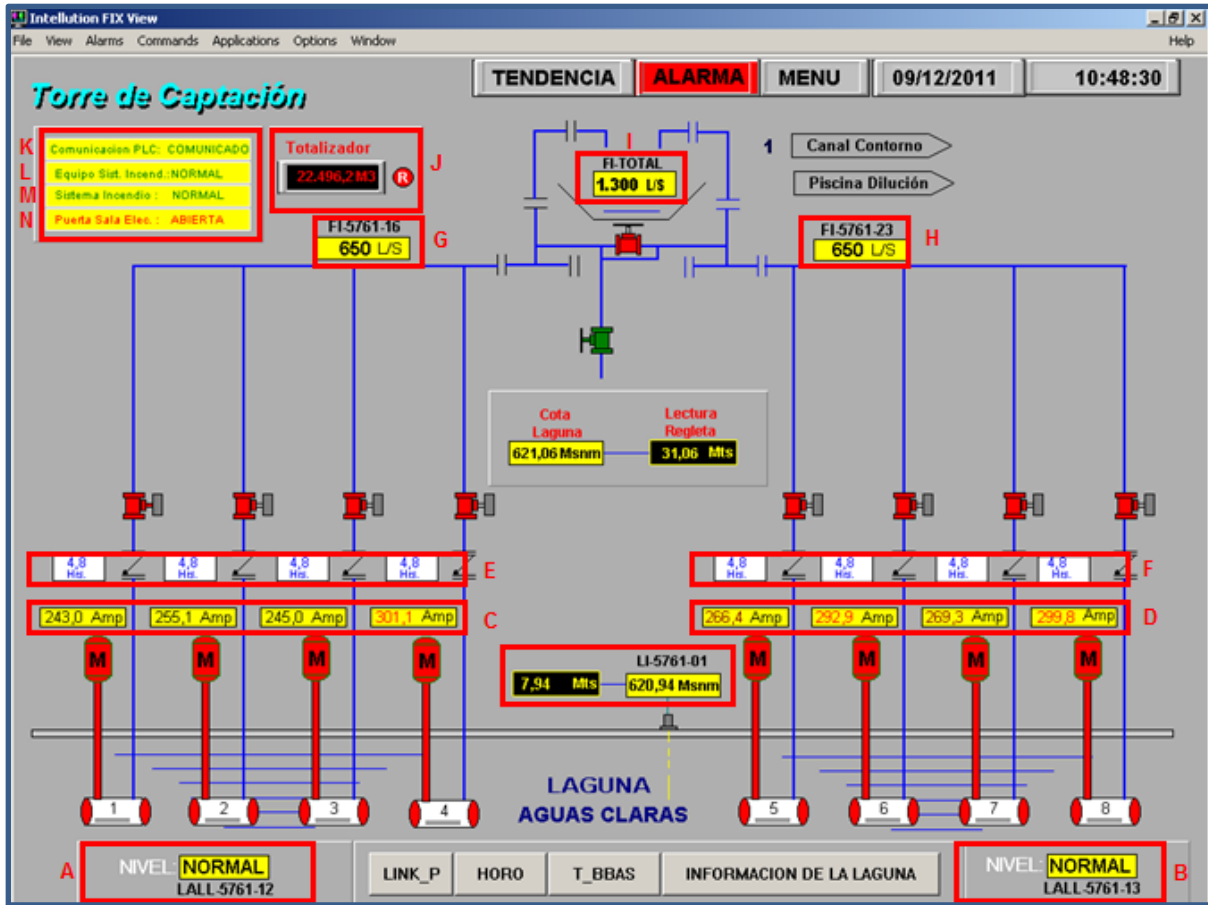 Intellution FIX View
File View Alarms Commands Applications Options Window Help
Torre de Captación
TENDENCIA ALARMA MENU 09/12/2011 10:48:30
K Comunicacion PLC: COMUNICADO
L Equipo Sist. Incend.:NORMAL
M Sistema Incendio : NORMAL
N Puerta Sala Elec. : ABIERTA
Totalizador
22.496,2 M3 R J
I
FI-TOTAL
1.300 L/S
1 Canal Contorno
Piscina Dilución
FI-5761-16
650 L/S G
FI-5761-23
650 L/S H
Cota Laguna
621,06 Msnm
Lectura Regleta
31,06 Mts
4,8 Hrs. 4,8 Hrs. 4,8 Hrs. 4,8 Hrs. E
4,8 Hrs. 4,8 Hrs. 4,8 Hrs. 4,8 Hrs. F
243,0 Amp 255,1 Amp 245,0 Amp 301,1 Amp C
266,4 Amp 292,9 Amp 269,3 Amp 299,8 Amp D
M M M M M M M M
LI-5761-01
7,94 Mts 620,94 Msnm
1 2 3 4 5 6 7 8
LAGUNA
AGUAS CLARAS
A NIVEL: NORMAL
LALL-5761-12
LINK_P HORO T_BBAS INFORMACION DE LA LAGUNA
NIVEL: NORMAL B
LALL-5761-13